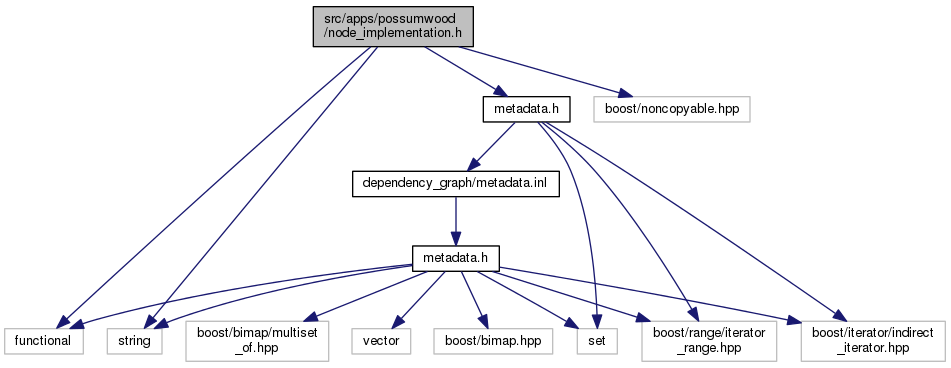 src/apps/possumwood
/node_implementation.h
metadata.h
boost/noncopyable.hpp
dependency_graph/metadata.inl
metadata.h
functional
string
boost/bimap/multiset
_of.hpp
vector
boost/bimap.hpp
set
boost/range/iterator
_range.hpp
boost/iterator/indirect
_iterator.hpp